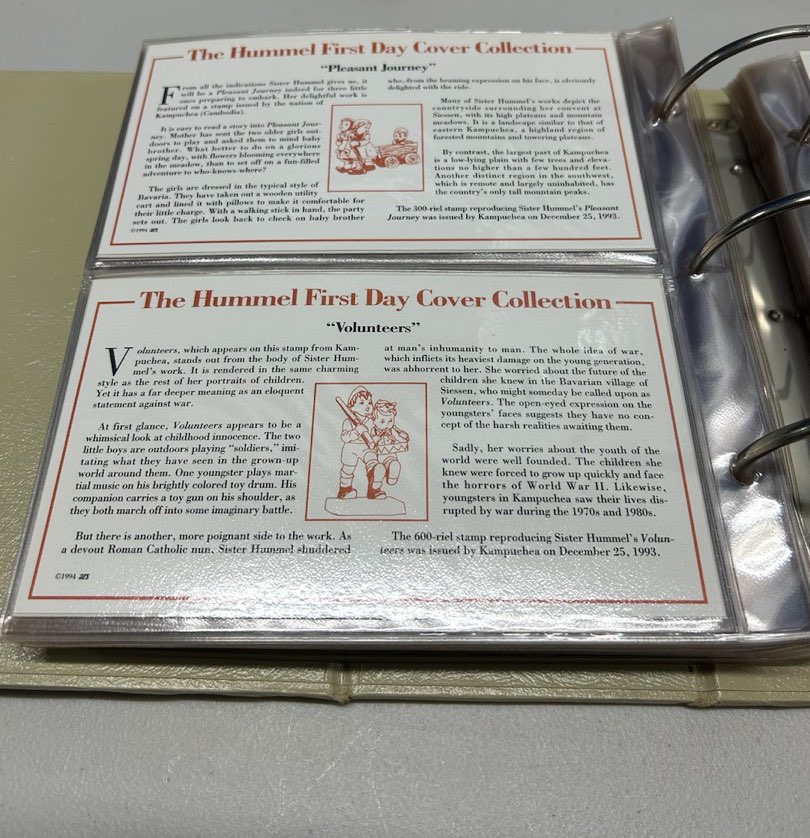 The Hummel First Day Cover Collection
“Pleasant Journey”
From all the indications Sister Hummel gives us, it
will be a Pleasant Journey indeed for three little
ones preparing to embark. Her delightful work is
featured on a stamp issued by the nation of
Kampuchea (Cambodia).
It is easy to read a story into Pleasant Jour-
ney. Mother has sent the two older girls out-
doors to play and asked them to mind baby
brother. What better to do on a glorious
spring day, with flowers blooming everywhere
in the meadow, than to set off on a fun-filled
adventure to who-knows-where?
The girls are dressed in the typical style of
Bavaria. They have taken out a wooden utility
cart and lined it with pillows to make it comfortable for
their little charge. With a walking stick in hand, the party
sets out. The girls look back to check on baby brother
©1994 ars
who, from the beaming expression on his face, is obviously
delighted with the ride.
Many of Sister Hummel's works depict the
countryside surrounding her convent at
Siessen, with its high plateaus and mountain
meadows. It is a landscape similar to that of
eastern Kampuchea, a highland region of
forested mountains and towering plateaus.
By contrast, the largest part of Kampuchea
is a low-lying plain with few trees and eleva-
tions no higher than a few hundred feet.
Another distinct region in the southwest,
which is remote and largely uninhabited, has
the country's only tall mountain peaks.
The 300-riel stamp reproducing Sister Hummel's Pleasant
Journey was issued by Kampuchea on December 25, 1993.
The Hummel First Day Cover Collection
“Volunteers”
Volunteers, which appears on this stamp from Kam-
puchea, stands out from the body of Sister Hum-
mel's work. It is rendered in the same charming
style as the rest of her portraits of children.
Yet it has a far deeper meaning as an eloquent
statement against war.
At first glance, Volunteers appears to be a
whimsical look at childhood innocence. The two
little boys are outdoors playing “soldiers,” imi-
tating what they have seen in the grown-up
world around them. One youngster plays mar-
tial music on his brightly colored toy drum. His
companion carries a toy gun on his shoulder, as
they both march off into some imaginary battle.
But there is another, more poignant side to the work. As
a devout Roman Catholic nun, Sister Hummel shuddered
©1994 ars
at man's inhumanity to man. The whole idea of war,
which inflicts its heaviest damage on the young generation,
was abhorrent to her. She worried about the future of the
children she knew in the Bavarian village of
Siessen, who might someday be called upon as
Volunteers. The open-eyed expression on the
youngsters' faces suggests they have no con-
cept of the harsh realities awaiting them.
Sadly, her worries about the youth of the
world were well founded. The children she
knew were forced to grow up quickly and face
the horrors of World War II. Likewise,
youngsters in Kampuchea saw their lives dis-
rupted by war during the 1970s and 1980s.
The 600-riel stamp reproducing Sister Hummel's Volun-
teers was issued by Kampuchea on December 25, 1993.